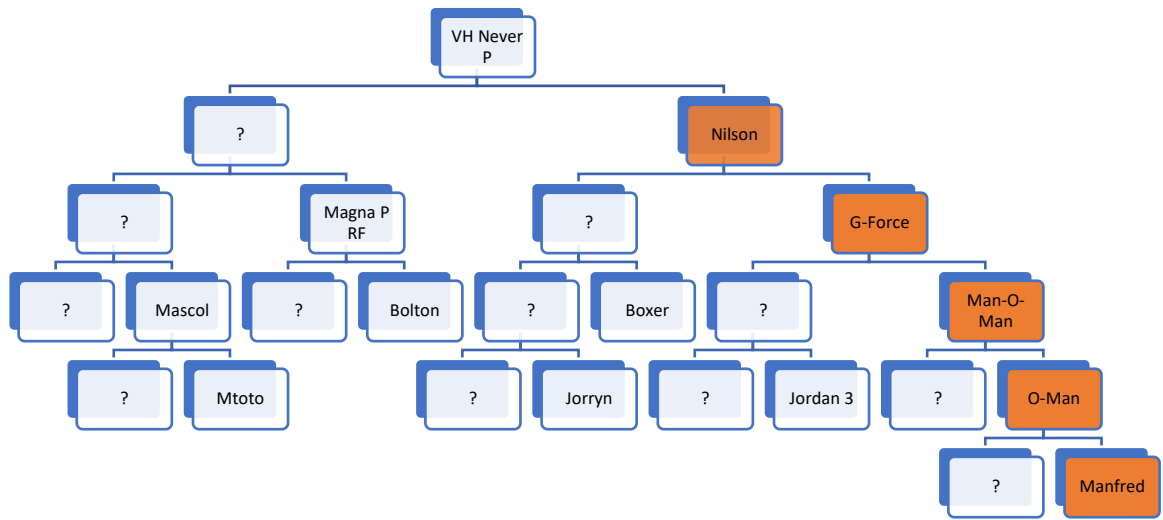 VH Never
P
?
Nilson
?
Magna P
RF
?
G-Force
?
Mascol
?
Bolton
?
Boxer
?
Man-O-
Man
?
Mtoto
?
Jorryn
?
Jordan 3
?
O-Man
?
Manfred